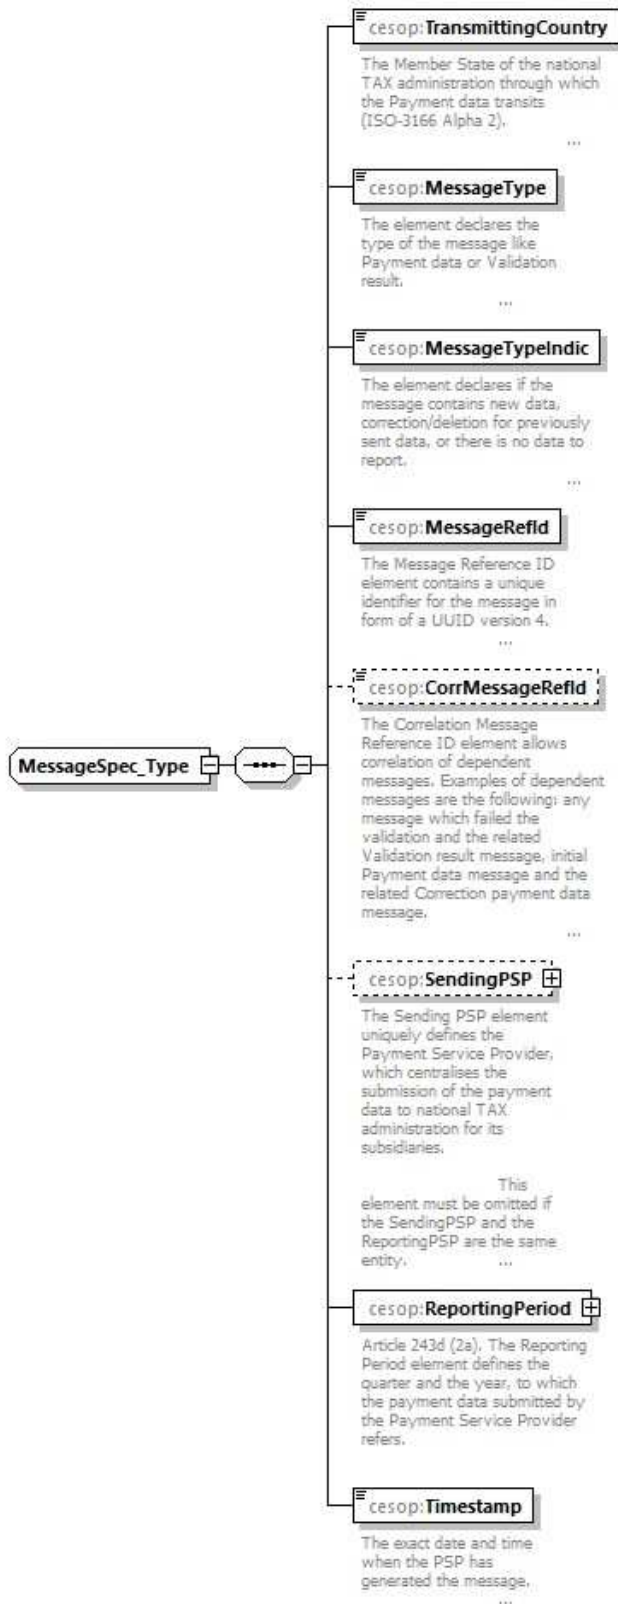 cesop:TransmittingCountry
The Member State of the national
TAX administration through which
the Payment data transits
(ISO-3166 Alpha 2).
...
cesop:MessageType
The element declares the
type of the message like
Payment data or Validation
result.
...
cesop:MessageTypeIndic
The element declares if the
message contains new data,
correction/deletion for previously
sent data, or there is no data to
report.
...
cesop:MessageRefId
The Message Reference ID
element contains a unique
identifier for the message in
form of a UUID version 4.
...
cesop:CorrMessageRefId
The Correlation Message
Reference ID element allows
correlation of dependent
messages. Examples of dependent
messages are the following: any
message which failed the
validation and the related
Validation result message, initial
Payment data message and the
related Correction payment data
message.
...
MessageSpec_Type
cesop:SendingPSP
The Sending PSP element
uniquely defines the
Payment Service Provider,
which centralises the
submission of the payment
data to national TAX
administration for its
subsidiaries.
This
element must be omitted if
the SendingPSP and the
ReportingPSP are the same
entity. ...
cesop:ReportingPeriod
Article 243d (2a). The Reporting
Period element defines the
quarter and the year, to which
the payment data submitted by
the Payment Service Provider
refers.
cesop:Timestamp
The exact date and time
when the PSP has
generated the message.
...